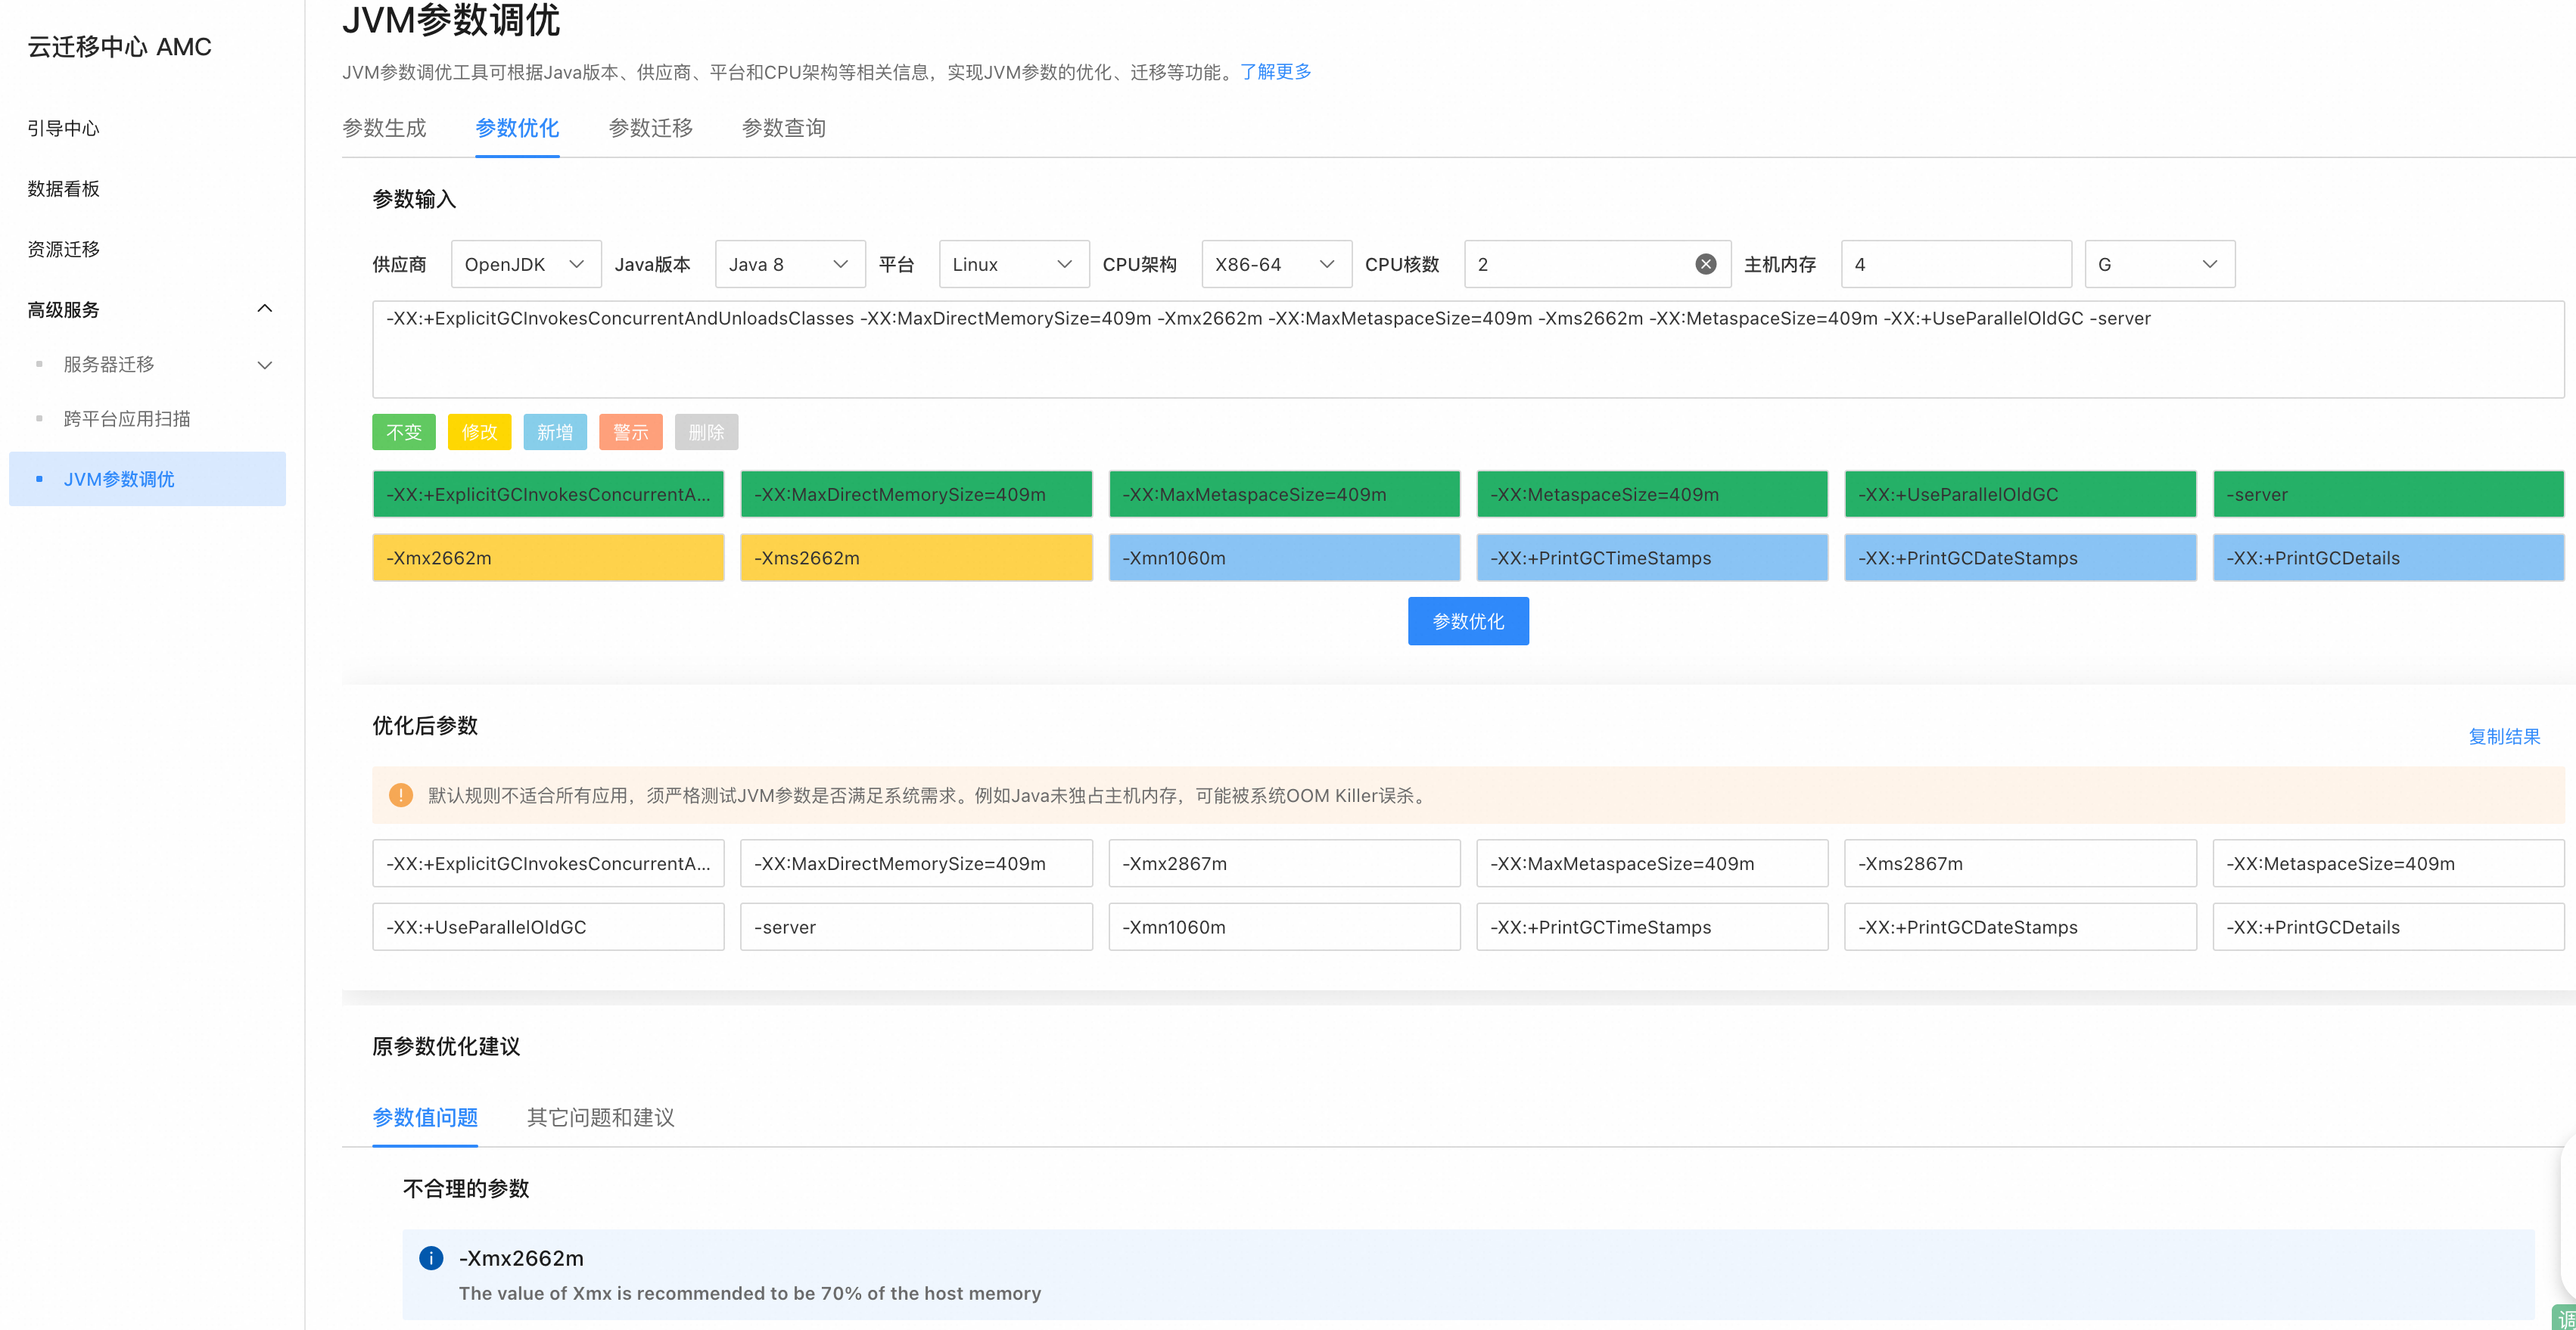 云迁移中心 AMC
引导中心
数据看板
资源迁移
高级服务
服务器迁移
跨平台应用扫描
JVM参数调优
JVM参数调优
JVM参数调优工具可根据Java版本、供应商、平台和CPU架构等相关信息，实现JVM参数的优化、迁移等功能。了解更多
参数生成 参数优化 参数迁移 参数查询
参数输入
供应商 OpenJDK Java版本 Java 8 平台 Linux CPU架构 X86-64 CPU核数 2 主机内存 4 G
-XX:+ExplicitGCInvokesConcurrentAndUnloadsClasses -XX:MaxDirectMemorySize=409m -Xmx2662m -XX:MaxMetaspaceSize=409m -Xms2662m -XX:MetaspaceSize=409m -XX:+UseParallelOldGC -server
不变 修改 新增 警示 删除
-XX:+ExplicitGCInvokesConcurrentA... -XX:MaxDirectMemorySize=409m -XX:MaxMetaspaceSize=409m -XX:MetaspaceSize=409m -XX:+UseParallelOldGC -server
-Xmx2662m -Xms2662m -Xmn1060m -XX:+PrintGCTimeStamps -XX:+PrintGCDateStamps -XX:+PrintGCDetails
参数优化
优化后参数
复制结果
默认规则不适合所有应用，须严格测试JVM参数是否满足系统需求。例如Java未独占主机内存，可能被系统OOM Killer误杀。
-XX:+ExplicitGCInvokesConcurrentA... -XX:MaxDirectMemorySize=409m -Xmx2867m -XX:MaxMetaspaceSize=409m -Xms2867m -XX:MetaspaceSize=409m
-XX:+UseParallelOldGC -server -Xmn1060m -XX:+PrintGCTimeStamps -XX:+PrintGCDateStamps -XX:+PrintGCDetails
原参数优化建议
参数值问题 其它问题和建议
不合理的参数
-Xmx2662m
The value of Xmx is recommended to be 70% of the host memory